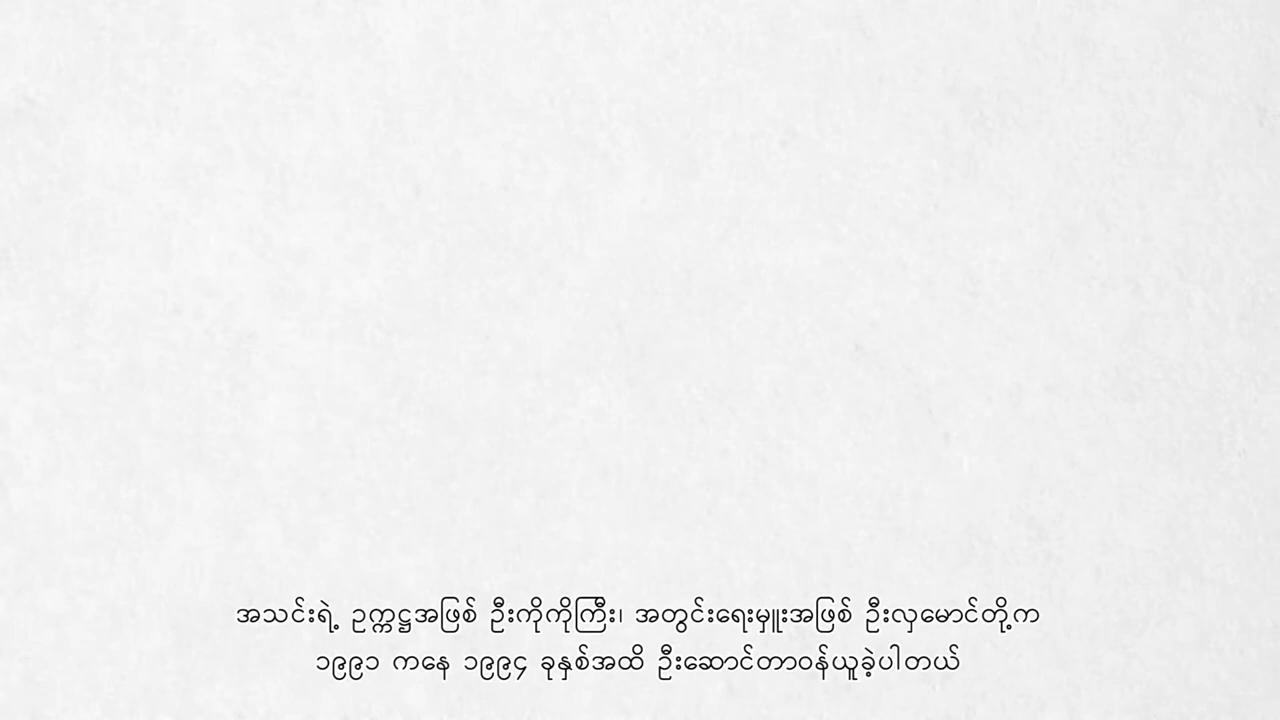 အသင်းရဲ့ ဥက္ကဋ္ဌအဖြစ် ဦးကိုကိုကြီး၊ အတွင်းရေးမှူးအဖြစ် ဦးလှမောင်တို့က
၁၉၉၁ ကနေ ၁၉၉၄ ခုနှစ်အထိ ဦးဆောင်တာဝန်ယူခဲ့ပါတယ်